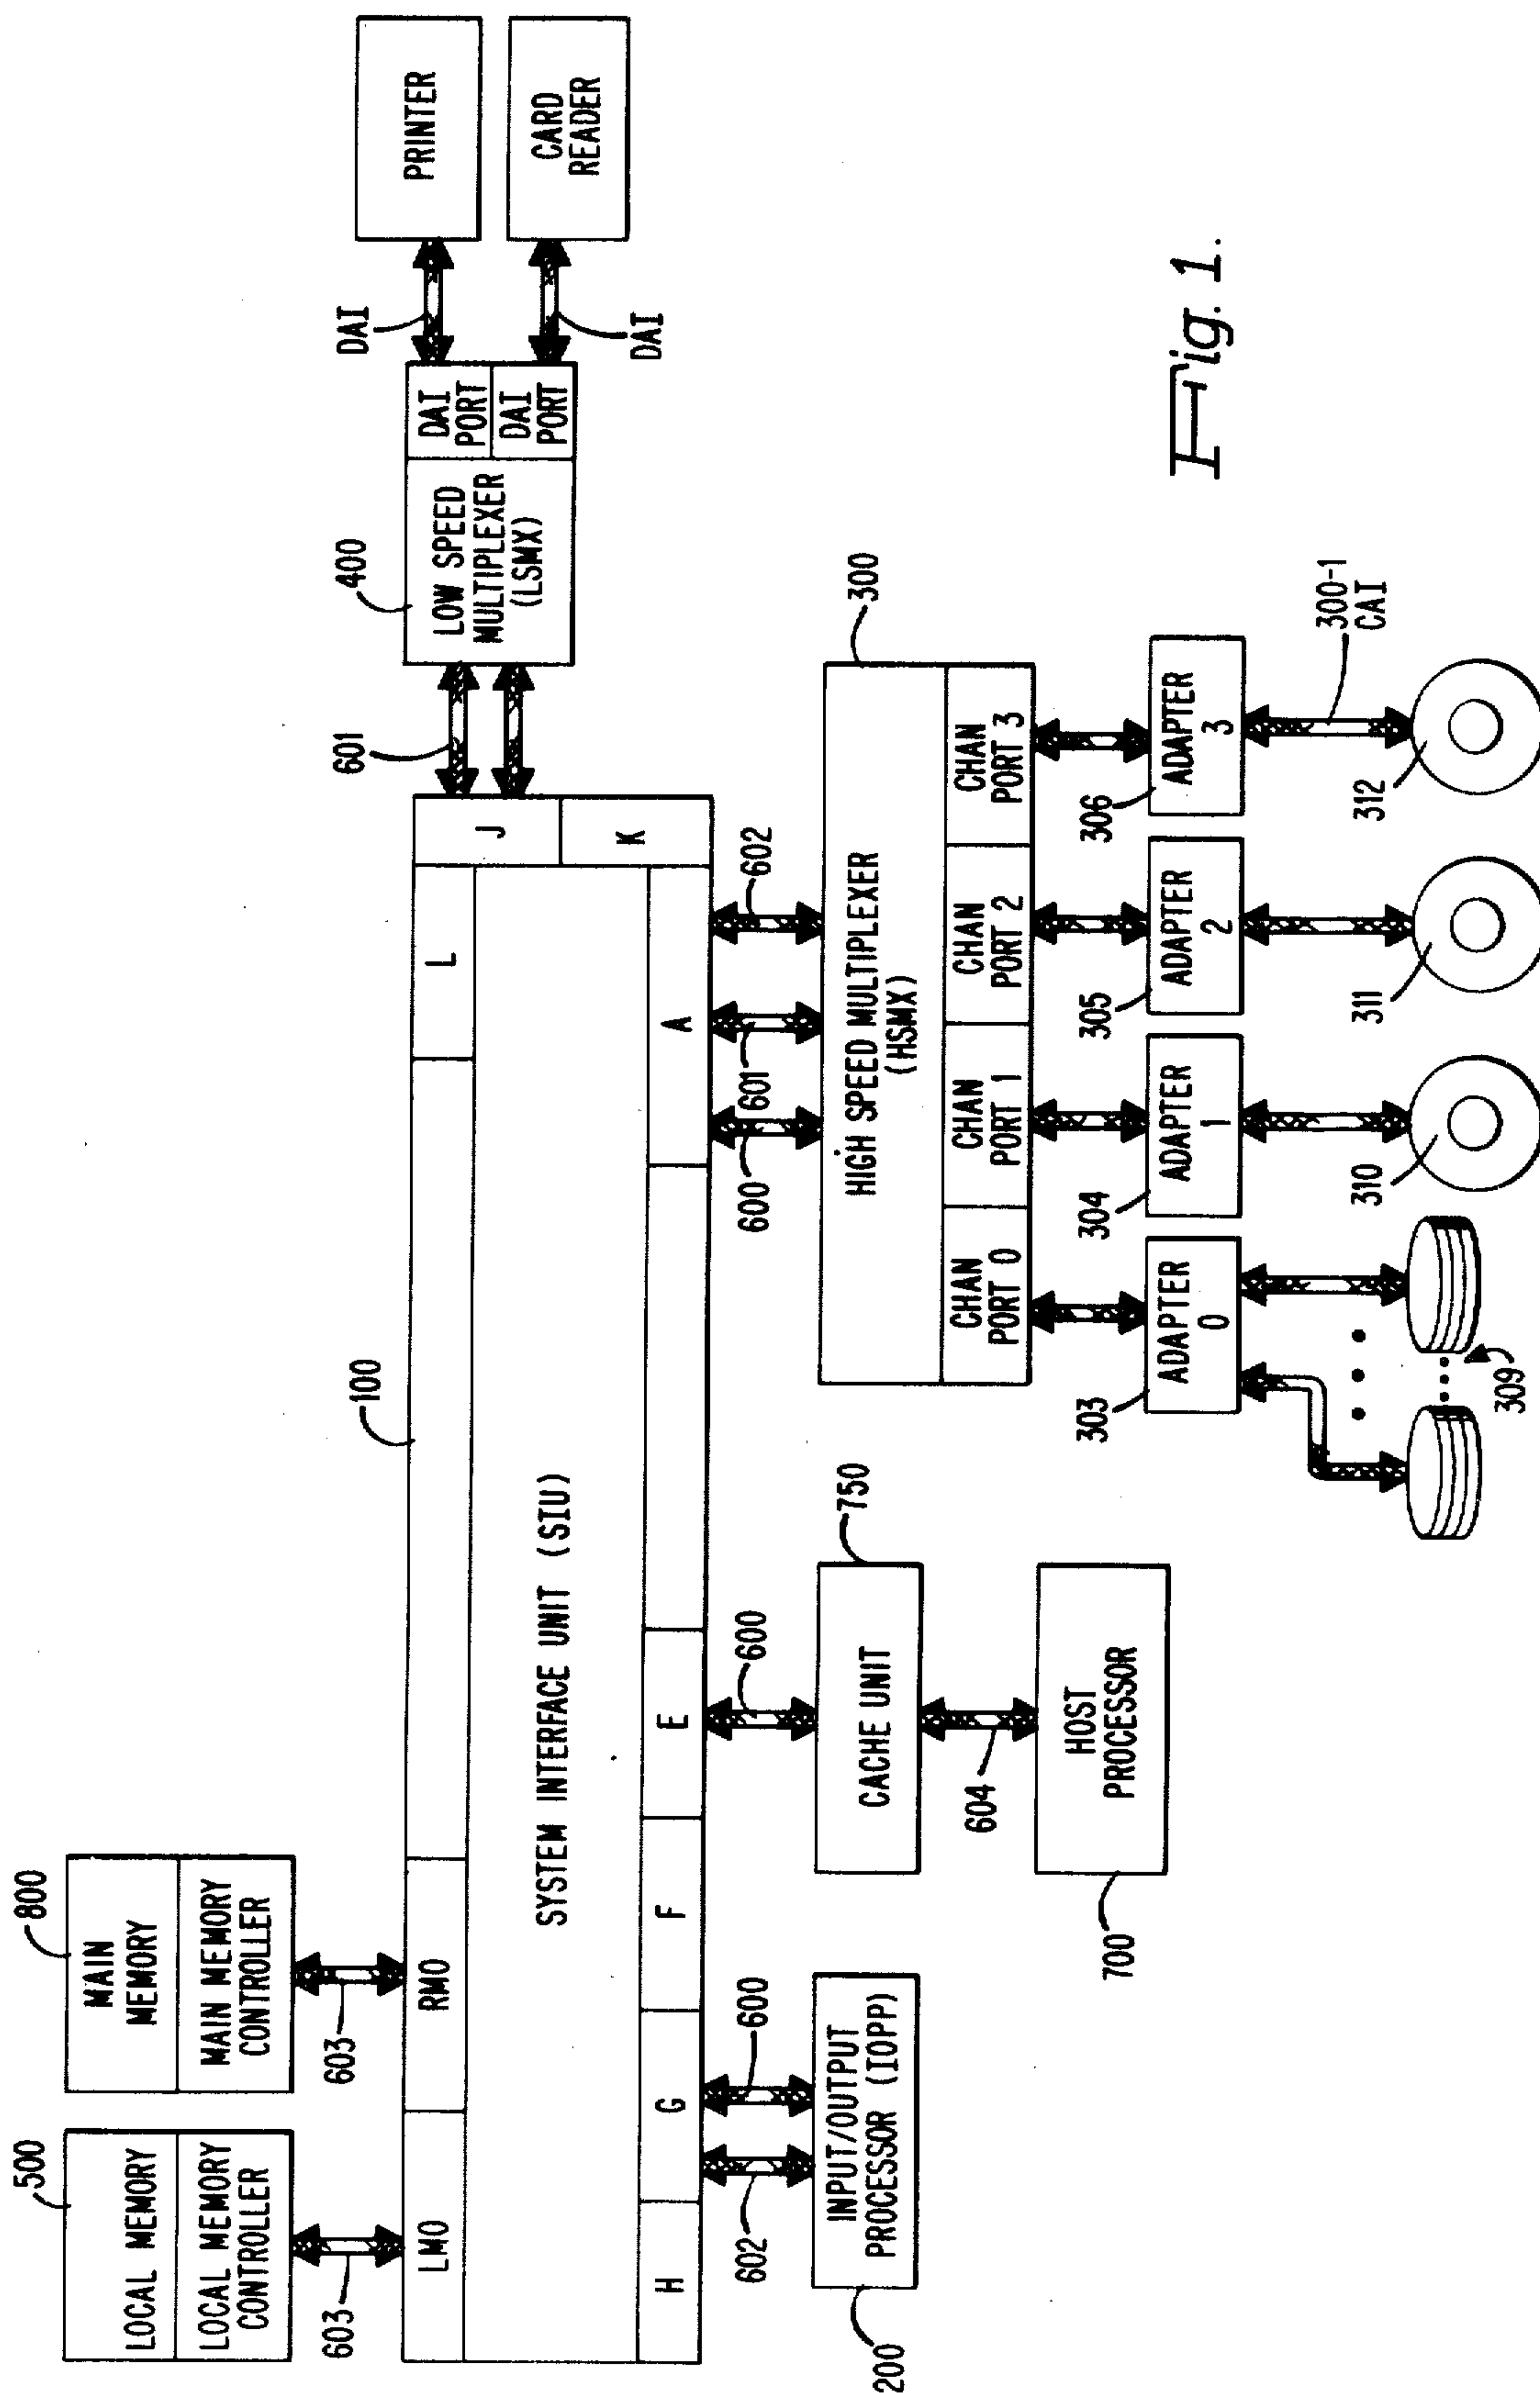 500
LOCAL MEMORY
LOCAL MEMORY
CONTROLLER
603
800
MAIN
MEMORY
MAIN MEMORY
CONTROLLER
603
100
LMO
RMO
L
J
K
SYSTEM INTERFACE UNIT (SIU)
H
G
F
E
A
601
400
LOW SPEED
MULTIPLEXER
(LSMX)
DAI
PORT
DAI
PORT
DAI
DAI
PRINTER
CARD
READER
602
600
600
600
601
602
200
INPUT/OUTPUT
PROCESSOR (IOPP)
750
CACHE UNIT
604
700
HOST
PROCESSOR
300
HIGH SPEED MULTIPLEXER
(HSMX)
CHAN
PORT 0
CHAN
PORT 1
CHAN
PORT 2
CHAN
PORT 3
303
ADAPTER
0
304
ADAPTER
1
305
ADAPTER
2
306
ADAPTER
3
300-1
CAI
309
310
311
312
Fig. 1.